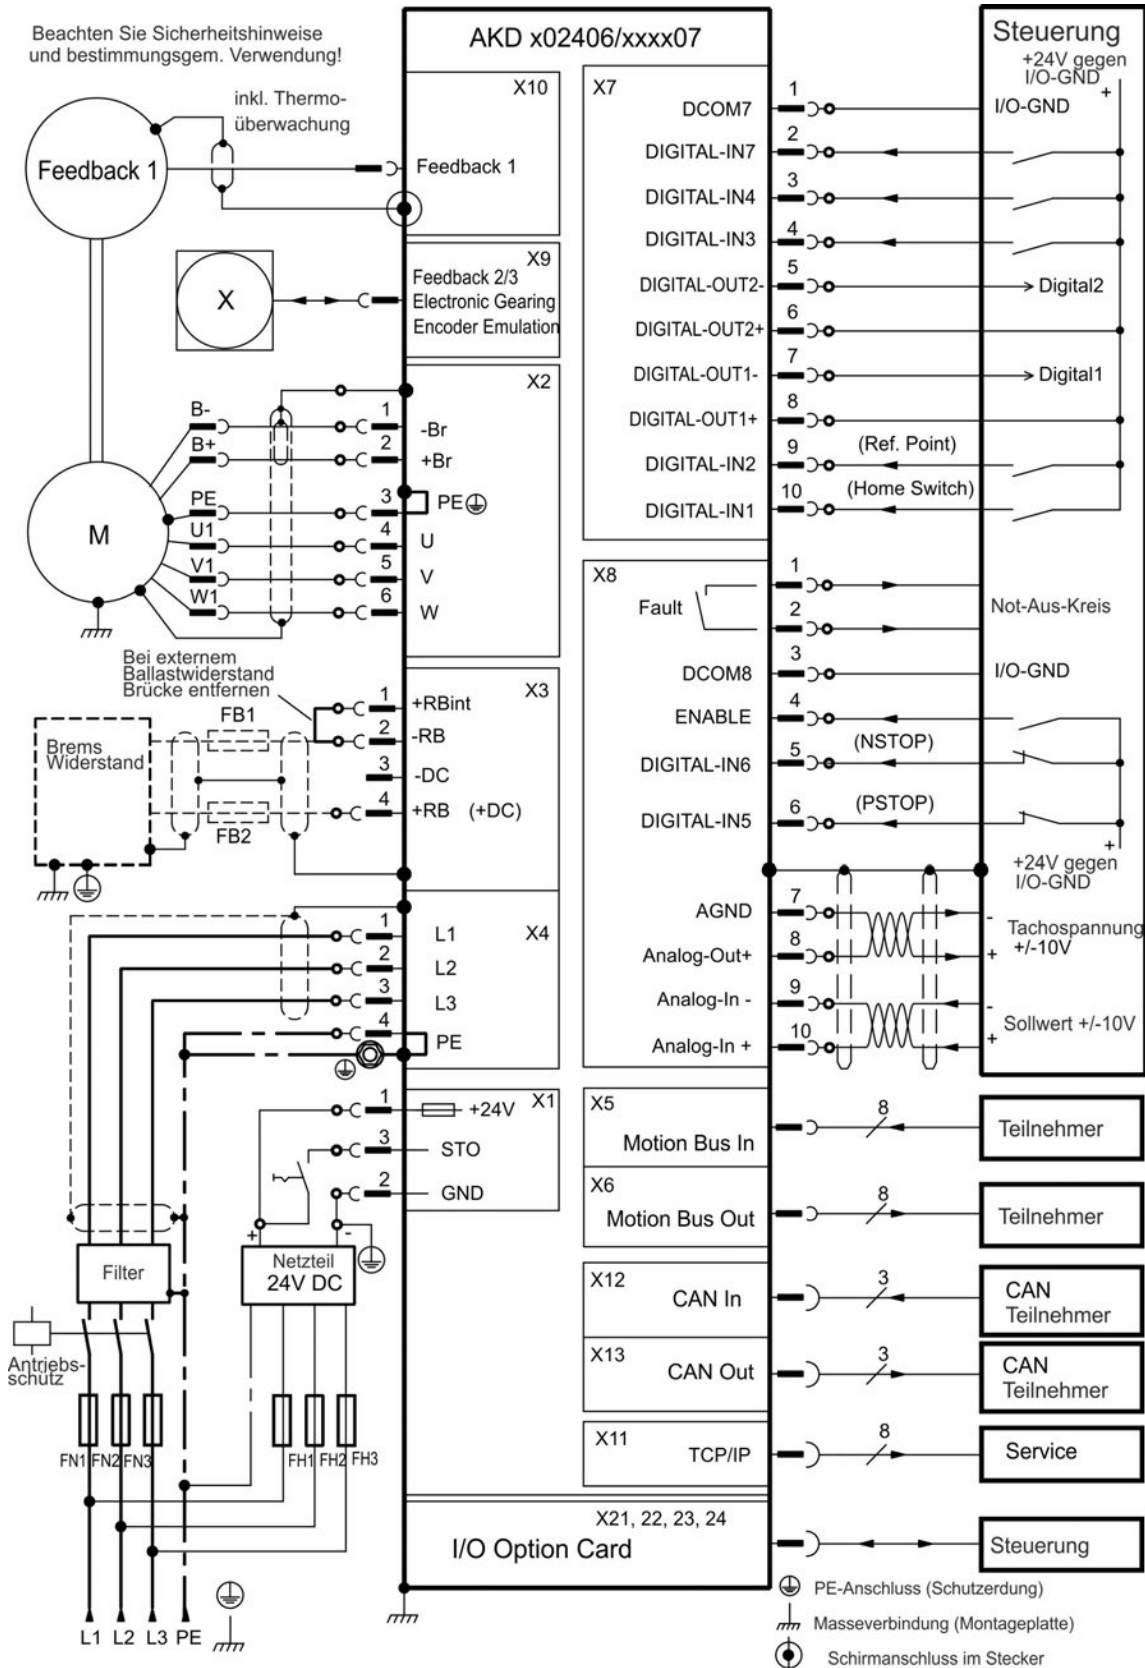 Beachten Sie Sicherheitshinweise
und bestimmungsgem. Verwendung!
AKD x02406/xxxx07
Steuerung
+24V gegen
I/O-GND
+
inkl. Thermo-
überwachung
Feedback 1
X10
Feedback 1
X
X9
Feedback 2/3
Electronic Gearing
Encoder Emulation
X2
B-
1
-Br
B+
2
+Br
PE
3
PE
M
U1
4
U
V1
5
V
W1
6
W
Bei externem
Ballastwiderstand
Brücke entfernen
X3
1
+RBint
FB1
2
-RB
Brems
Widerstand
3
-DC
4
+RB (+DC)
FB2
X4
1
L1
2
L2
3
L3
4
PE
X1
1
+24V
3
STO
2
GND
+
-
Netzteil
24V DC
Filter
Antriebs-
schütz
FN1
FN2
FN3
FH1
FH2
FH3
L1
L2
L3
PE
X7
DCOM7
1
I/O-GND
DIGITAL-IN7
2
DIGITAL-IN4
3
DIGITAL-IN3
4
DIGITAL-OUT2-
5
Digital2
DIGITAL-OUT2+
6
DIGITAL-OUT1-
7
Digital1
DIGITAL-OUT1+
8
DIGITAL-IN2
9
(Ref. Point)
DIGITAL-IN1
10
(Home Switch)
X8
Fault
1
2
Not-Aus-Kreis
DCOM8
3
I/O-GND
ENABLE
4
DIGITAL-IN6
5
(NSTOP)
DIGITAL-IN5
6
(PSTOP)
+
+24V gegen
I/O-GND
AGND
7
-
Tachospannung
+/-10V
Analog-Out+
8
+
Analog-In -
9
-
Sollwert +/-10V
Analog-In +
10
+
X5
Motion Bus In
8
Teilnehmer
X6
Motion Bus Out
8
Teilnehmer
X12
CAN In
3
CAN
Teilnehmer
X13
CAN Out
3
CAN
Teilnehmer
X11
TCP/IP
8
Service
X21, 22, 23, 24
I/O Option Card
Steuerung
PE-Anschluss (Schutzerdung)
Masseverbindung (Montageplatte)
Schirmanschluss im Stecker